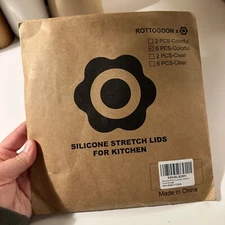 ROTTOGOON
2 PCS-Colorful
6 PCS-Colorful
2 PCS-Clear
6 PCS-Clear
SILICONE STRETCH LIDS
FOR KITCHEN
Made in China